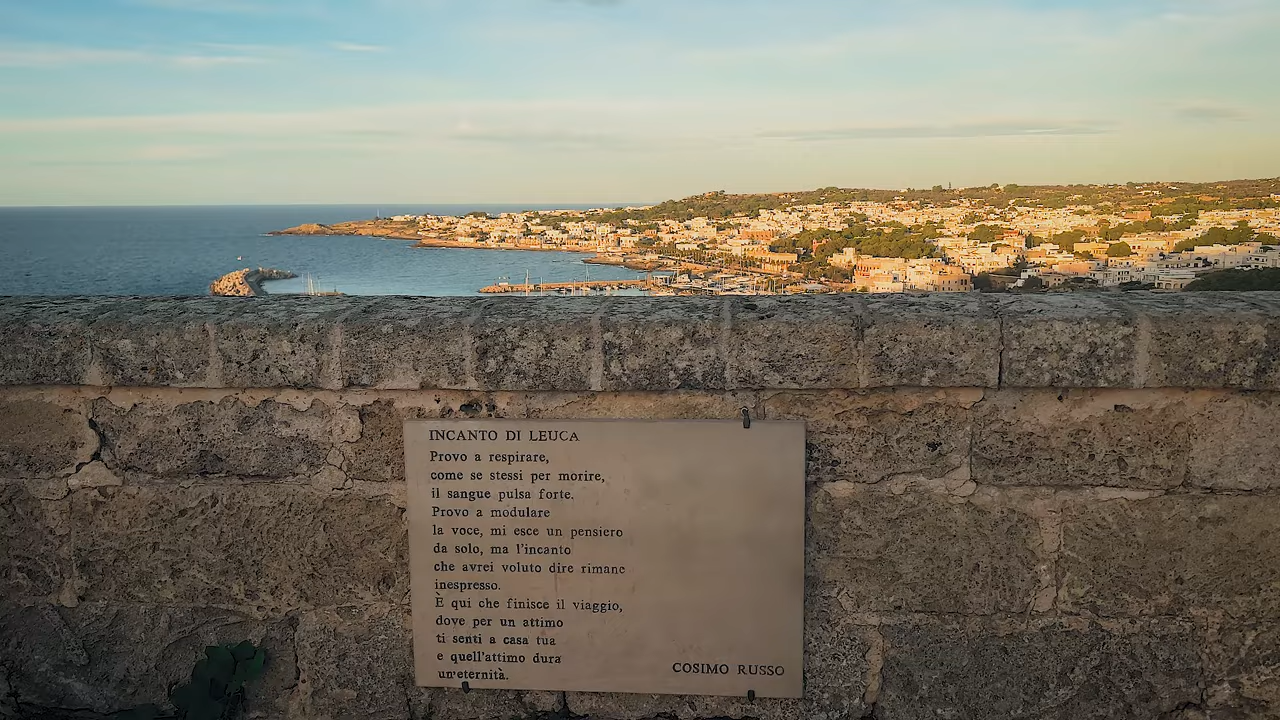 INCANTO DI LEUCA
Provo a respirare,
come se stessi per morire,
il sangue pulsa forte.
Provo a modulare
la voce, mi esce un pensiero
da solo, ma l'incanto
che avrei voluto dire rimane
inespresso.
È qui che finisce il viaggio,
dove per un attimo
ti senti a casa tua
e quell'attimo dura
un'eternità.
COSIMO RUSSO